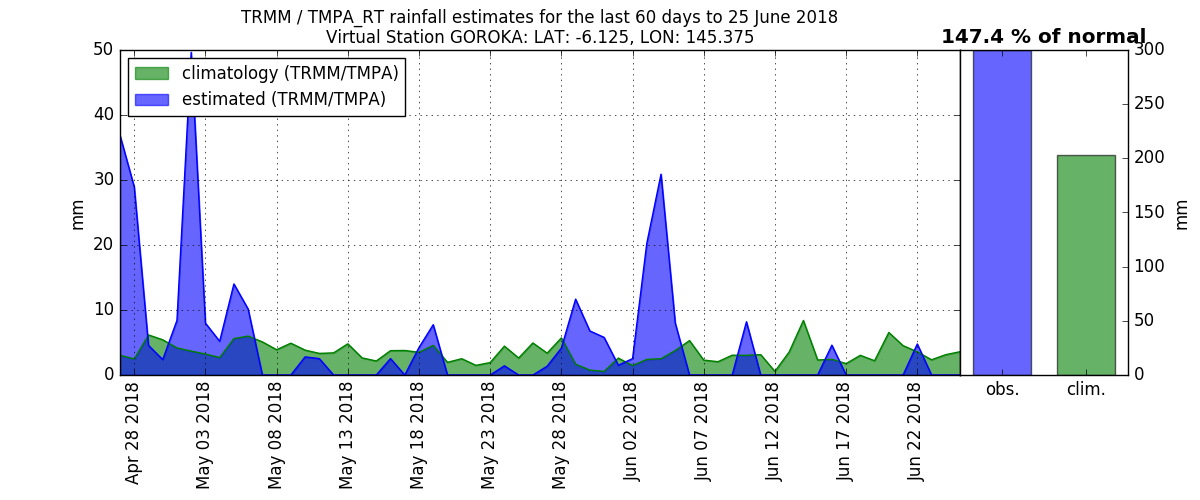 TRMM / TMPA_RT rainfall estimates for the last 60 days to 25 June 2018
Virtual Station GOROKA: LAT: -6.125, LON: 145.375
147.4 % of normal
climatology (TRMM/TMPA)
estimated (TRMM/TMPA)
50
40
30
20
10
0
mm
Apr 28 2018
May 03 2018
May 08 2018
May 13 2018
May 18 2018
May 23 2018
May 28 2018
Jun 02 2018
Jun 07 2018
Jun 12 2018
Jun 17 2018
Jun 22 2018
300
250
200
150
100
50
0
mm
obs.
clim.